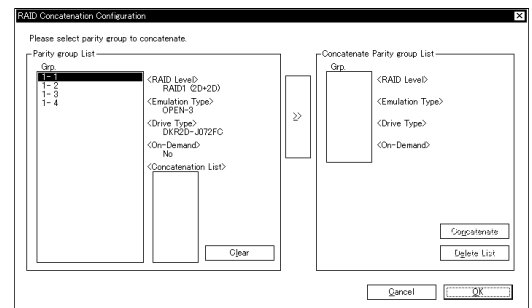 RAID Concatenation Configuration
Please select parity group to concatenate.
Parity group List
Grp.
1- 1
1- 2
1- 3
1- 4
<RAID Level>
RAID1 (2D+2D)
<Emulation Type>
OPEN-3
<Drive Type>
DKR2D-J072FC
<On-Demand>
No
<Concatenation List>
Clear
>>
Concatenate Parity group List
Grp.
<RAID Level>
<Emulation Type>
<Drive Type>
<On-Demand>
Concatenate
Delete List
Cancel
OK